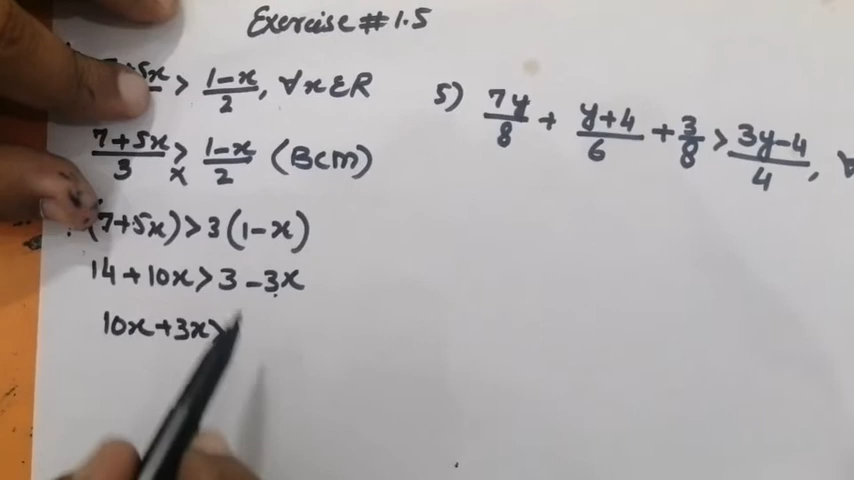 Exercise #1.5
+5x > 1-x/2, ∀x∈R
7+5x/3 > x 1-x/2 (BCM)
(7+5x) > 3(1-x)
14+10x > 3-3x
10x+3x >
5) 7y/8 + y+4/6 + 3/8 > 3y-4/4, ∀